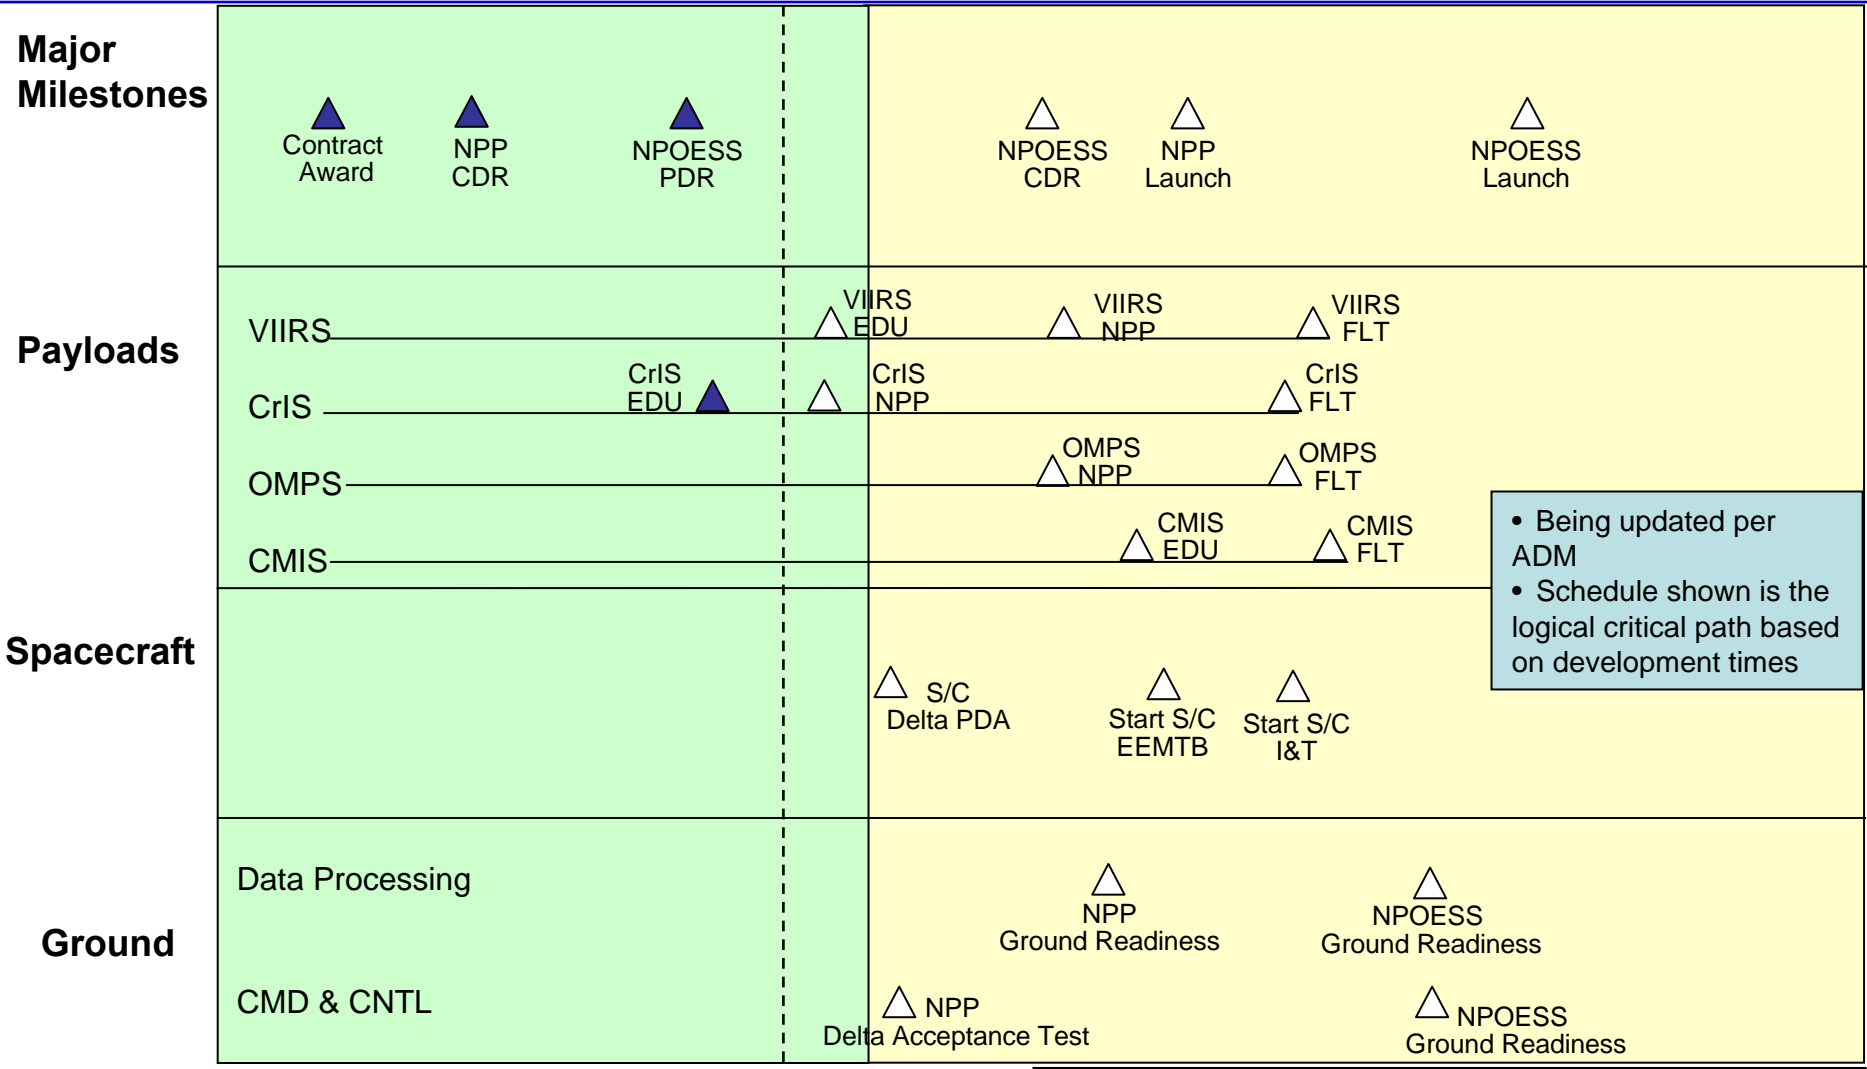 Major
Milestones
Contract
Award
NPP
CDR
NPOESS
PDR
NPOESS
CDR
NPP
Launch
NPOESS
Launch
Payloads
VIIRS
VIIRS
EDU
VIIRS
NPP
VIIRS
FLT
CrIS
CrIS
EDU
CrIS
NPP
CrIS
FLT
OMPS
OMPS
NPP
OMPS
FLT
CMIS
CMIS
EDU
CMIS
FLT
• Being updated per
ADM
• Schedule shown is the
logical critical path based
on development times
Spacecraft
S/C
Delta PDA
Start S/C
EEMTB
Start S/C
I&T
Ground
Data Processing
NPP
Ground Readiness
NPOESS
Ground Readiness
CMD & CNTL
NPP
Delta Acceptance Test
NPOESS
Ground Readiness